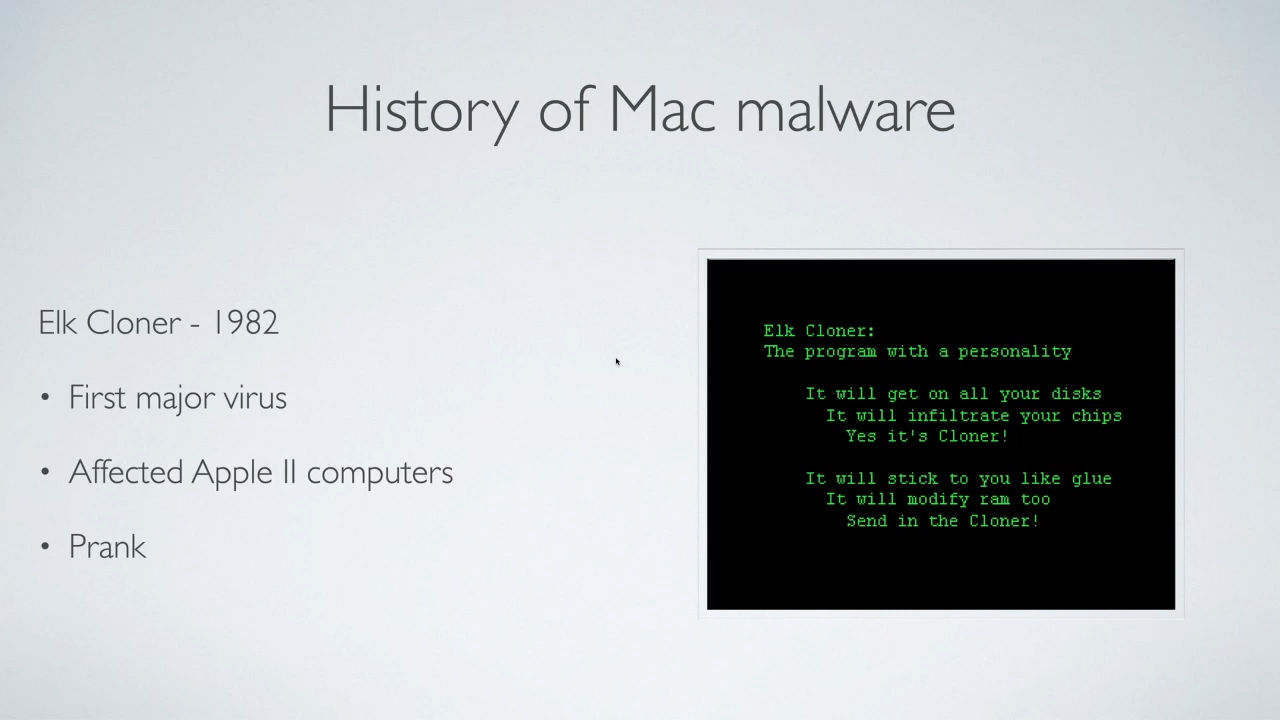 History of Mac malware
Elk Cloner - 1982
• First major virus
• Affected Apple II computers
• Prank
Elk Cloner:
The program with a personality
It will get on all your disks
It will infiltrate your chips
Yes it's Cloner!
It will stick to you like glue
It will modify ram too
Send in the Cloner!